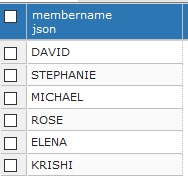 membername
json
DAVID
STEPHANIE
MICHAEL
ROSE
ELENA
KRISHI